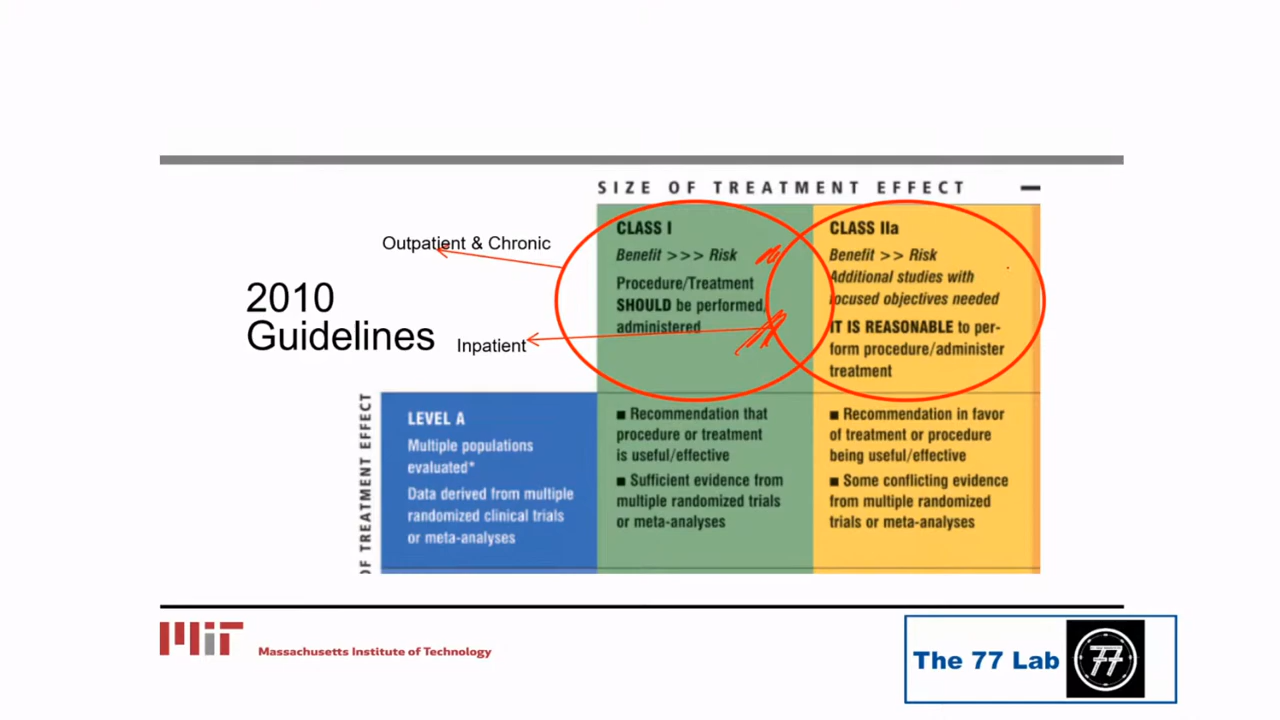 SIZE OF TREATMENT EFFECT
Outpatient & Chronic
2010
Guidelines
Inpatient
CLASS I
Benefit >>> Risk
Procedure/Treatment
SHOULD be performed/
administered
CLASS IIa
Benefit >> Risk
Additional studies with
focused objectives needed
IT IS REASONABLE to per-
form procedure/administer
treatment
OF TREATMENT EFFECT
LEVEL A
Multiple populations
evaluated*
Data derived from multiple
randomized clinical trials
or meta-analyses
■ Recommendation that
procedure or treatment
is useful/effective
■ Sufficient evidence from
multiple randomized trials
or meta-analyses
■ Recommendation in favor
of treatment or procedure
being useful/effective
■ Some conflicting evidence
from multiple randomized
trials or meta-analyses
MIT
Massachusetts Institute of Technology
The 77 Lab
77